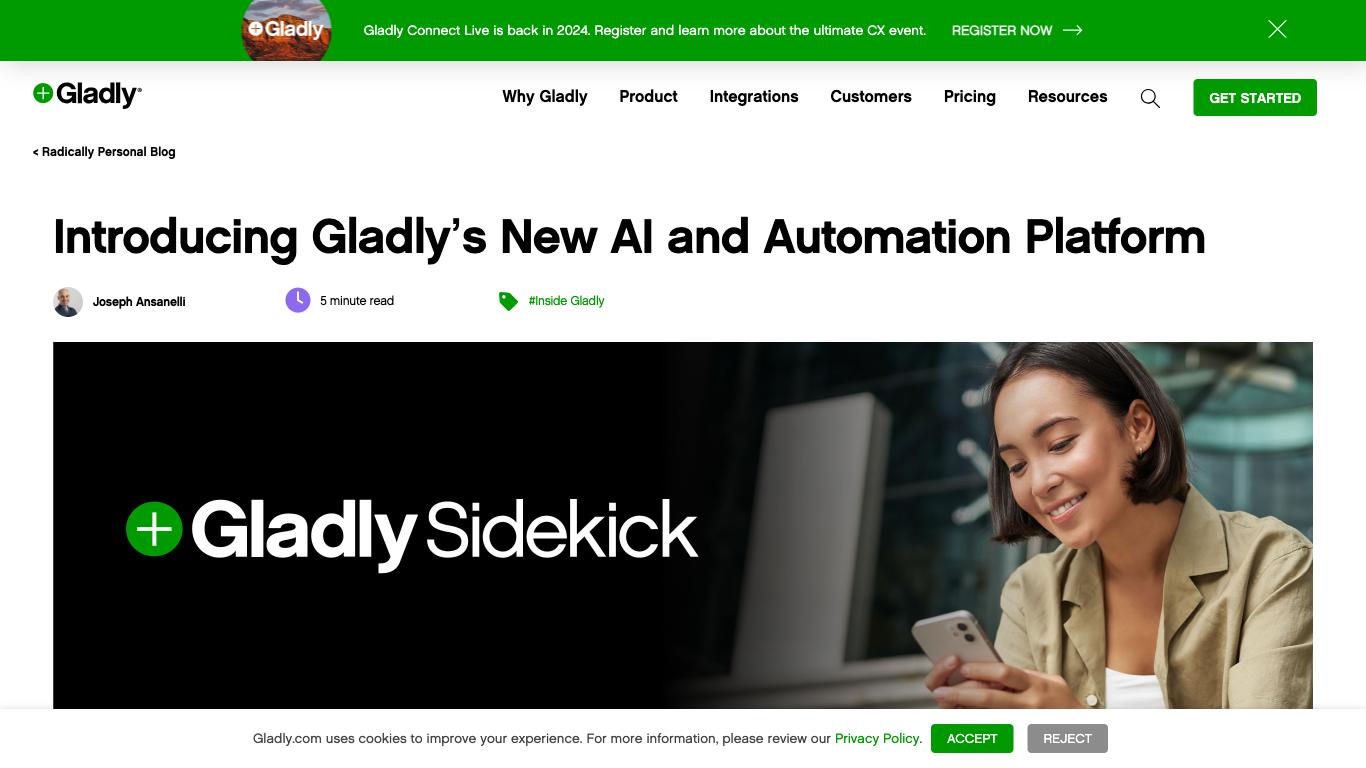 Gladly
Gladly Connect Live is back in 2024. Register and learn more about the ultimate CX event.
REGISTER NOW
Gladly®
Why Gladly
Product
Integrations
Customers
Pricing
Resources
GET STARTED
< Radically Personal Blog
Introducing Gladly's New AI and Automation Platform
Joseph Ansanelli
5 minute read
#Inside Gladly
Gladly Sidekick
Gladly.com uses cookies to improve your experience. For more information, please review our Privacy Policy.
ACCEPT
REJECT